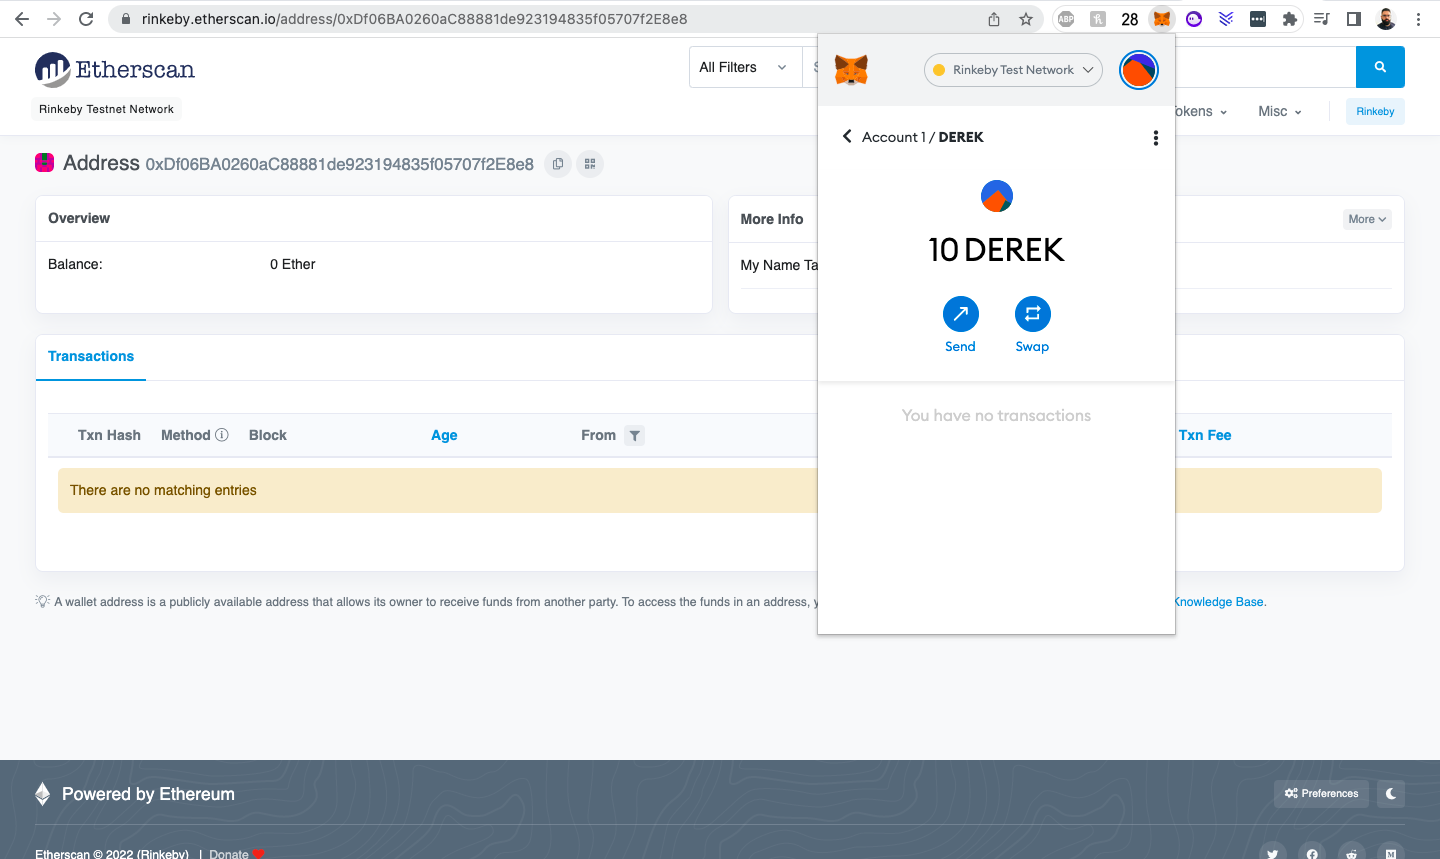 rinkeby.etherscan.io/address/0xDf06BA0260aC88881de923194835f05707f2E8e8
ABP
28
Etherscan
All Filters
Rinkeby Testnet Network
Misc
Rinkeby
Rinkeby Test Network
Account 1 / DEREK
10 DEREK
Send
Swap
You have no transactions
Address 0xDf06BA0260aC88881de923194835f05707f2E8e8
Overview
Balance:
0 Ether
More Info
More
My Name
Transactions
Txn Hash
Method
Block
Age
From
Txn Fee
There are no matching entries
A wallet address is a publicly available address that allows its owner to receive funds from another party. To access the funds in an address,
Knowledge Base.
Powered by Ethereum
Preferences
Etherscan © 2022 (Rinkeby) | Donate